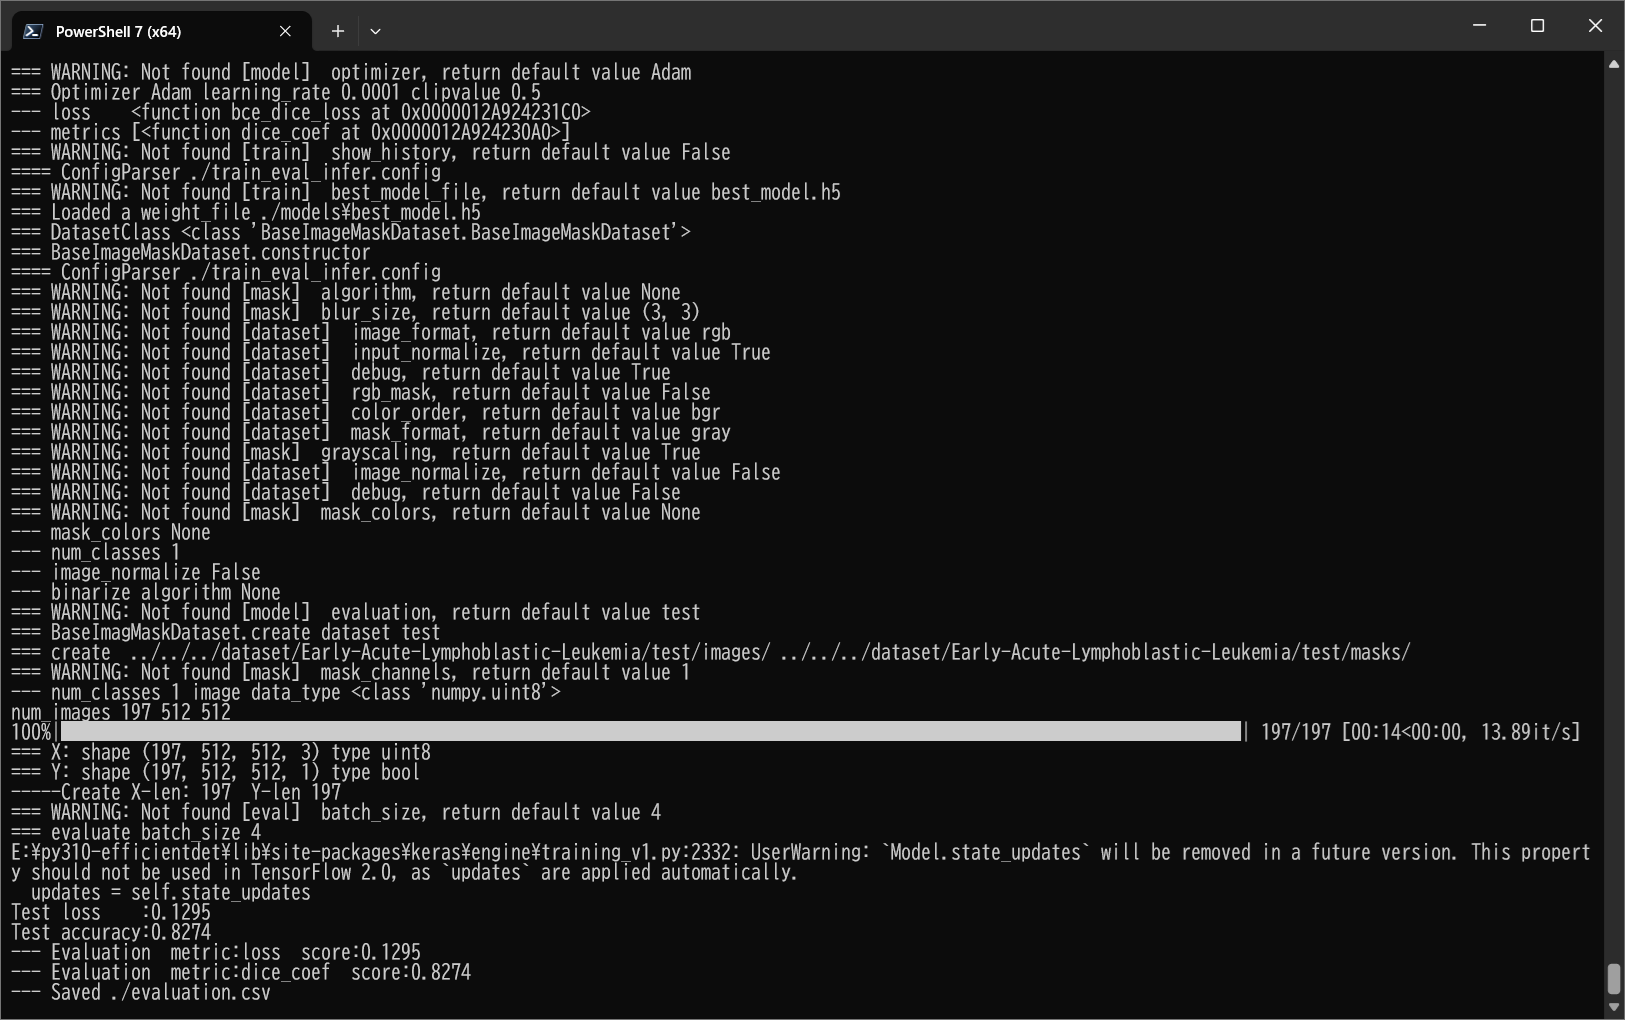 PowerShell 7 (x64)
=== WARNING: Not found [model]  optimizer, return default value Adam
=== Optimizer Adam learning_rate 0.0001 clipvalue 0.5
--- loss    <function bce_dice_loss at 0x0000012A924231C0>
--- metrics [<function dice_coef at 0x0000012A924230A0>]
=== WARNING: Not found [train]  show_history, return default value False
==== ConfigParser ./train_eval_infer.config
=== WARNING: Not found [train]  best_model_file, return default value best_model.h5
=== Loaded a weight_file ./models¥best_model.h5
=== DatasetClass <class 'BaseImageMaskDataset.BaseImageMaskDataset'>
=== BaseImageMaskDataset.constructor
==== ConfigParser ./train_eval_infer.config
=== WARNING: Not found [mask]  algorithm, return default value None
=== WARNING: Not found [mask]  blur_size, return default value (3, 3)
=== WARNING: Not found [dataset]  image_format, return default value rgb
=== WARNING: Not found [dataset]  input_normalize, return default value True
=== WARNING: Not found [dataset]  debug, return default value True
=== WARNING: Not found [dataset]  rgb_mask, return default value False
=== WARNING: Not found [dataset]  color_order, return default value bgr
=== WARNING: Not found [dataset]  mask_format, return default value gray
=== WARNING: Not found [mask]  grayscaling, return default value True
=== WARNING: Not found [dataset]  image_normalize, return default value False
=== WARNING: Not found [dataset]  debug, return default value False
=== WARNING: Not found [mask]  mask_colors, return default value None
--- mask_colors None
--- num_classes 1
--- image_normalize False
--- binarize algorithm None
=== WARNING: Not found [model]  evaluation, return default value test
=== BaseImagMaskDataset.create dataset test
=== create  ../../../dataset/Early-Acute-Lymphoblastic-Leukemia/test/images/ ../../../dataset/Early-Acute-Lymphoblastic-Leukemia/test/masks/
=== WARNING: Not found [mask]  mask_channels, return default value 1
--- num_classes 1 image data_type <class 'numpy.uint8'>
num_images 197 512 512
100%| | 197/197 [00:14<00:00, 13.89it/s]
=== X: shape (197, 512, 512, 3) type uint8
=== Y: shape (197, 512, 512, 1) type bool
-----Create X-len: 197  Y-len 197
=== WARNING: Not found [eval]  batch_size, return default value 4
=== evaluate batch_size 4
E:¥py310-efficientdet¥lib¥site-packages¥keras¥engine¥training_v1.py:2332: UserWarning: `Model.state_updates` will be removed in a future version. This propert
y should not be used in TensorFlow 2.0, as `updates` are applied automatically.
  updates = self.state_updates
Test loss    :0.1295
Test accuracy:0.8274
--- Evaluation  metric:loss  score:0.1295
--- Evaluation  metric:dice_coef  score:0.8274
--- Saved ./evaluation.csv